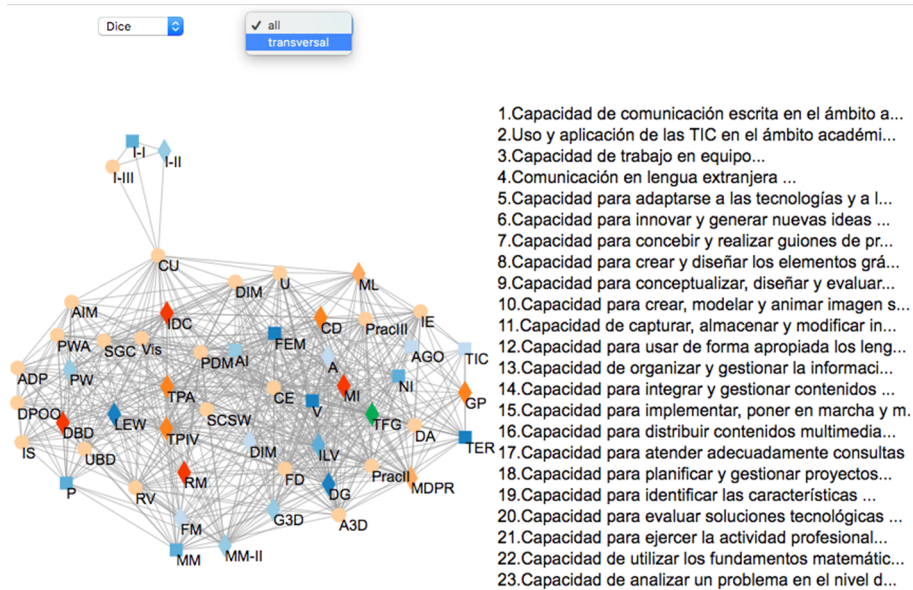 Dice
✓ all
transversal
1.Capacidad de comunicación escrita en el ámbito a...
2.Uso y aplicación de las TIC en el ámbito académi...
3.Capacidad de trabajo en equipo...
4.Comunicación en lengua extranjera ...
5.Capacidad para adaptarse a las tecnologías y a l...
6.Capacidad para innovar y generar nuevas ideas ...
7.Capacidad para concebir y realizar guiones de pr...
8.Capacidad para crear y diseñar los elementos grá...
9.Capacidad para conceptualizar, diseñar y evaluar...
10.Capacidad para crear, modelar y animar imagen s...
11.Capacidad de capturar, almacenar y modificar in...
12.Capacidad para usar de forma apropiada los leng...
13.Capacidad de organizar y gestionar la informaci...
14.Capacidad para integrar y gestionar contenidos ...
15.Capacidad para implementar, poner en marcha y m.
16.Capacidad para distribuir contenidos multimedia...
17.Capacidad para atender adecuadamente consultas
18.Capacidad para planificar y gestionar proyectos...
19.Capacidad para identificar las características ...
20.Capacidad para evaluar soluciones tecnológicas ...
21.Capacidad para ejercer la actividad profesional...
22.Capacidad de utilizar los fundamentos matemátic...
23.Capacidad de analizar un problema en el nivel d...
I-I
I-II
I-III
CU
DIM
U
ML
AIM
IDC
CD
PracIII
IE
PWA
SGC
Vis
FEM
PDM
AI
A
AGO
TIC
ADP
PW
TPA
CE
MI
NI
GP
DPOO
DBD
LEW
SCSW
V
TFG
DA
IS
UBD
TPIV
DIM
ILV
TER
P
RV
RM
FD
DG
PracII
MDPR
FM
G3D
A3D
MM
MM-II